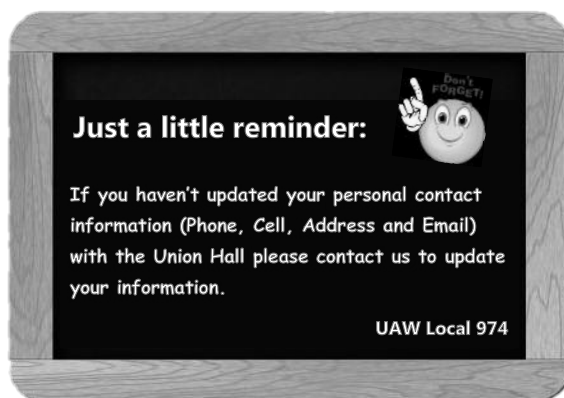 Don't
FORGET!
Just a little reminder:
If you haven't updated your personal contact
information (Phone, Cell, Address and Email)
with the Union Hall please contact us to update
your information.
UAW Local 974